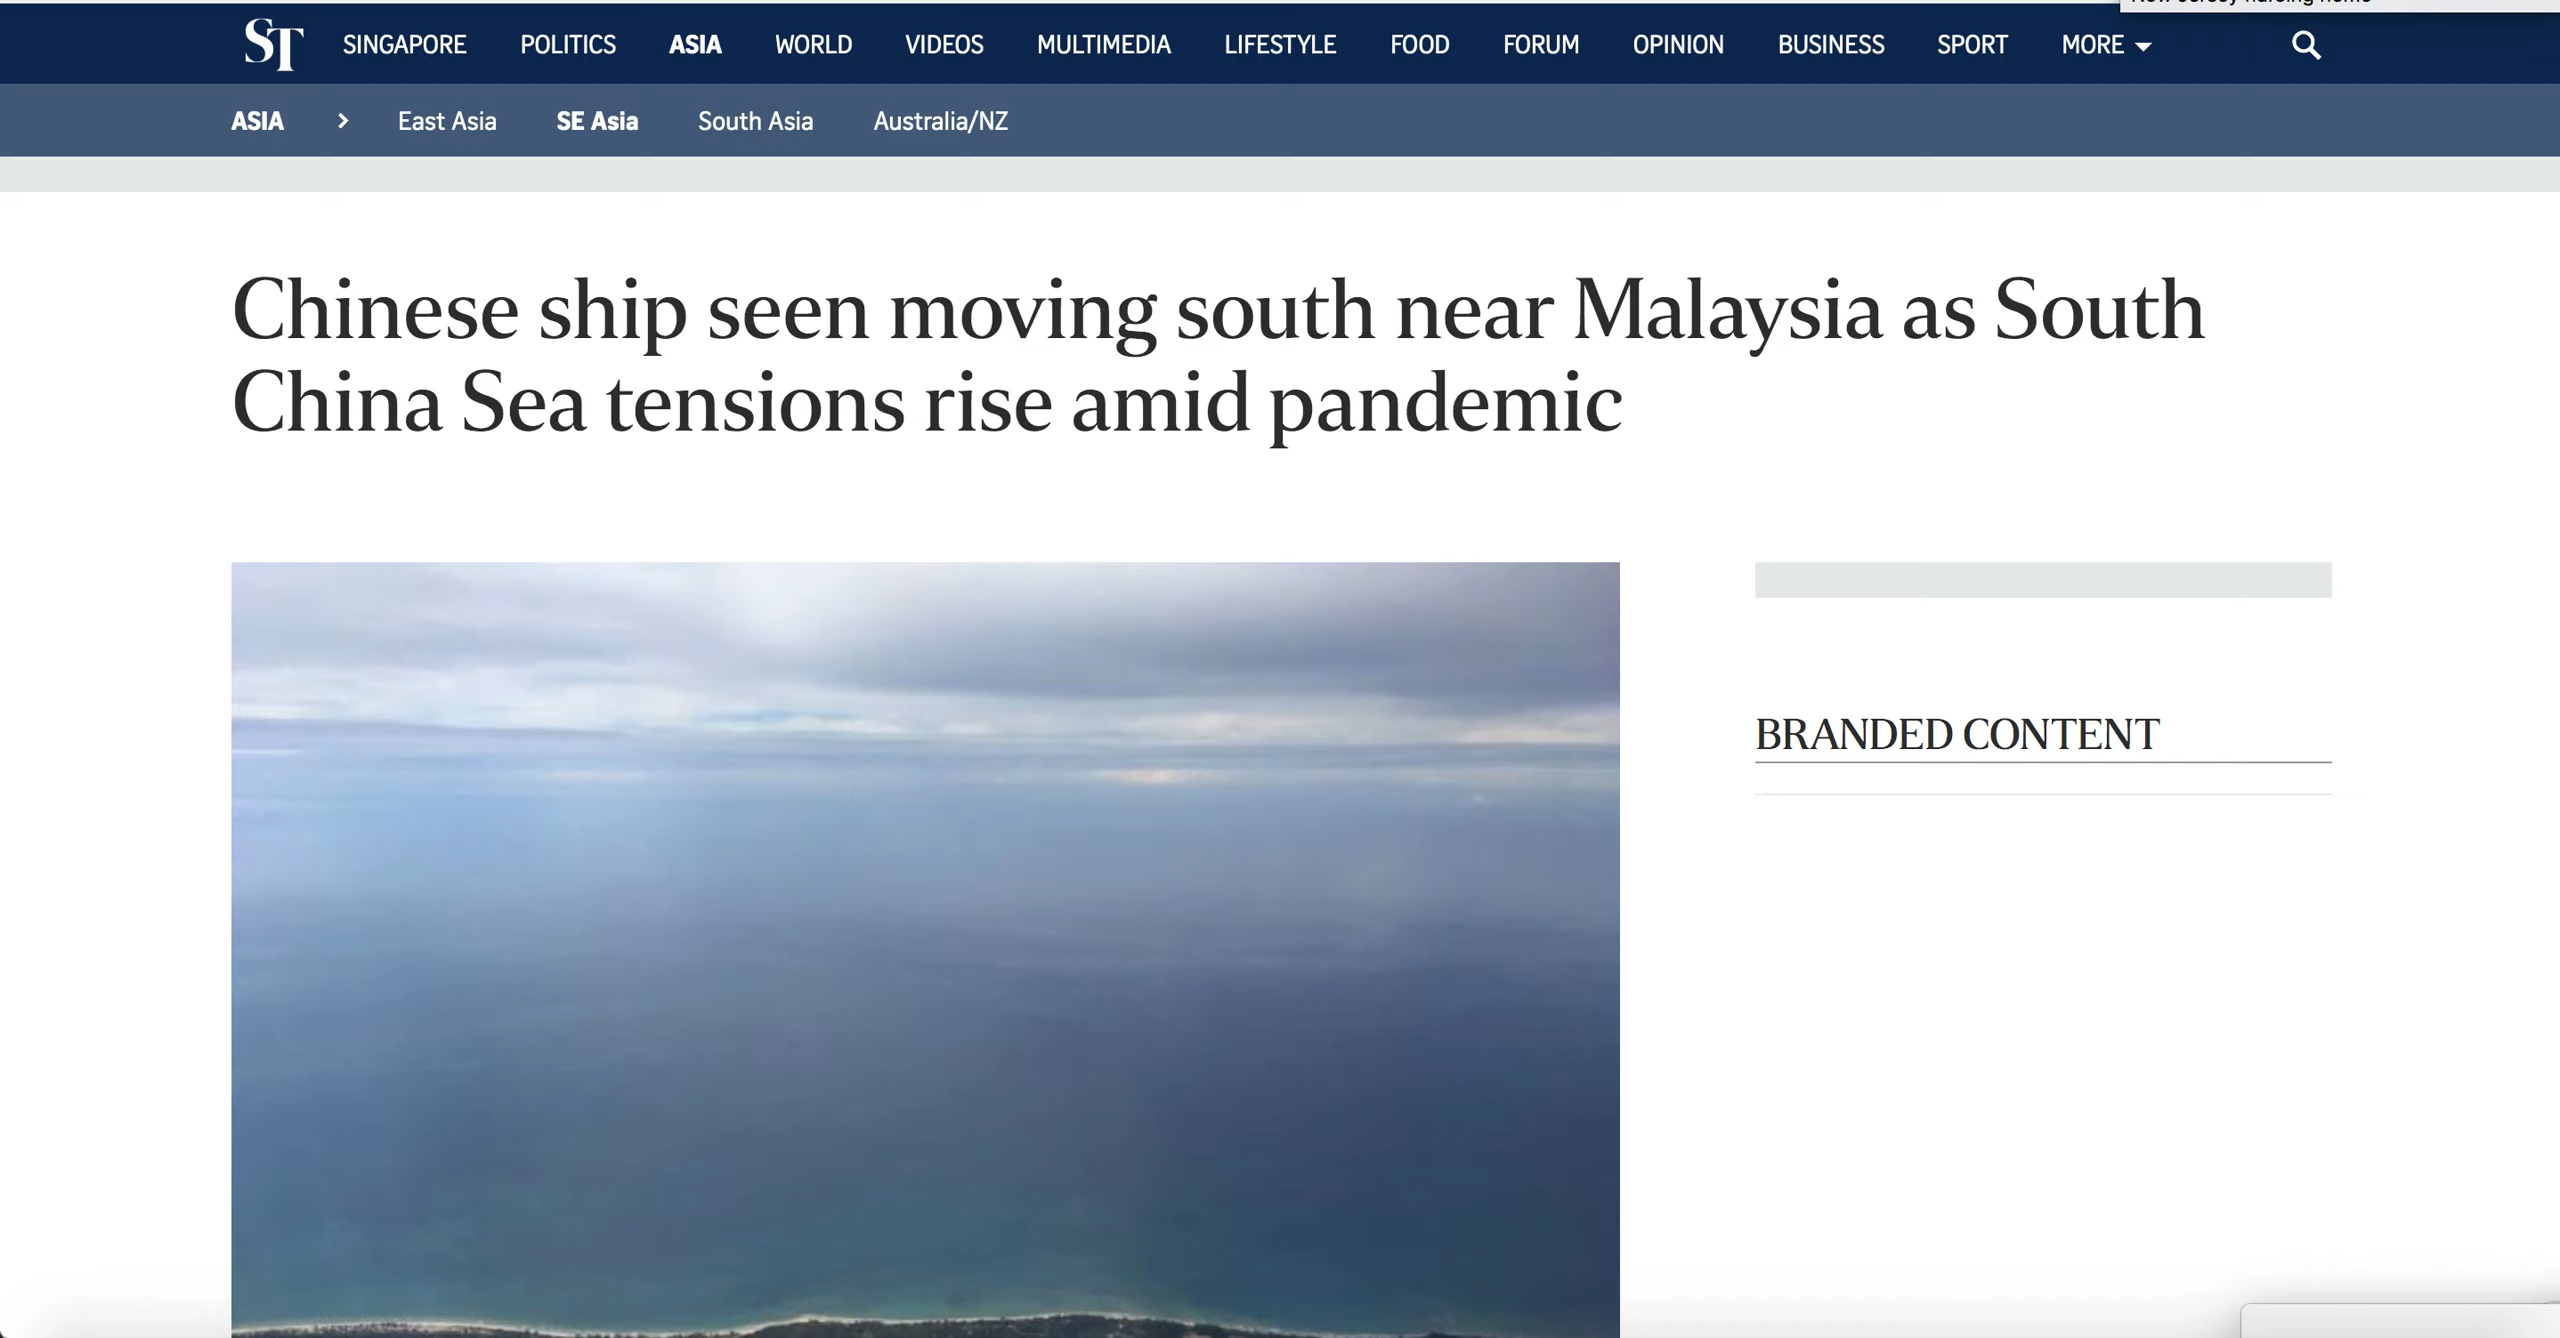 ST SINGAPORE POLITICS ASIA WORLD VIDEOS MULTIMEDIA LIFESTYLE FOOD FORUM OPINION BUSINESS SPORT MORE
ASIA > East Asia SE Asia South Asia Australia/NZ
Chinese ship seen moving south near Malaysia as South
China Sea tensions rise amid pandemic
BRANDED CONTENT